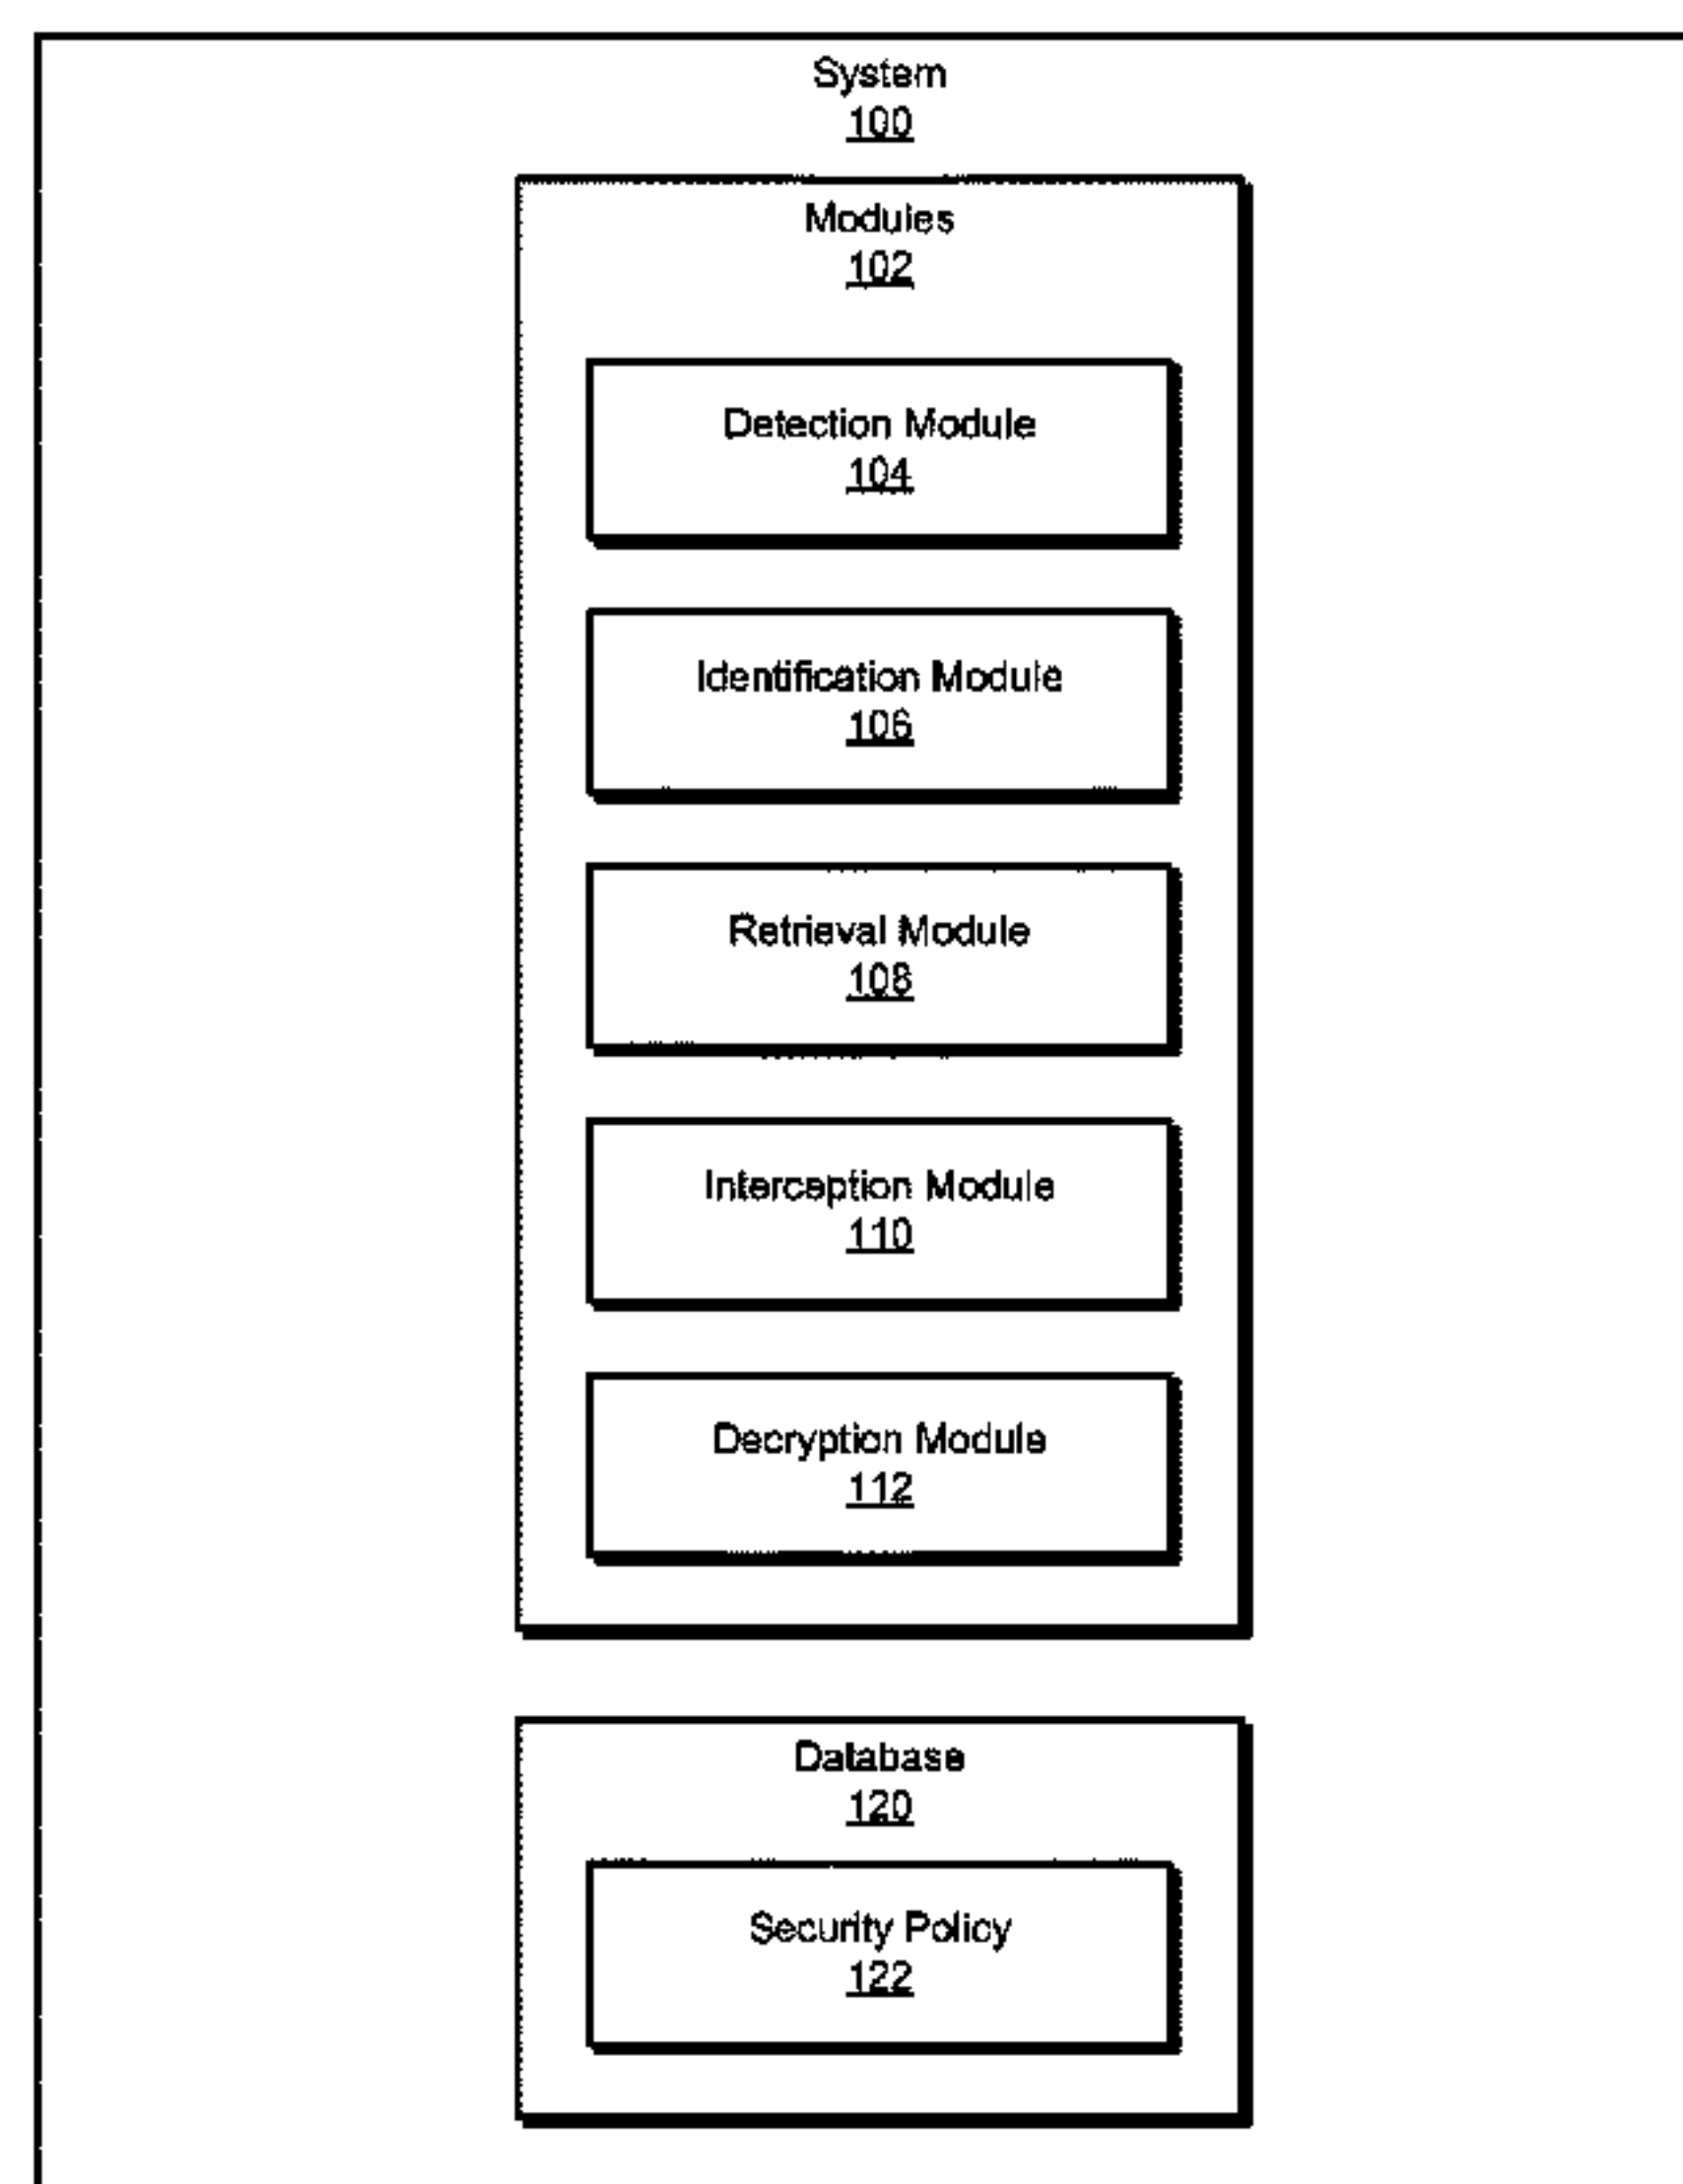 System
100
Modules
102
Detection Module
104
Identification Module
106
Retrieval Module
108
Interception Module
110
Decryption Module
112
Database
120
Security Policy
122